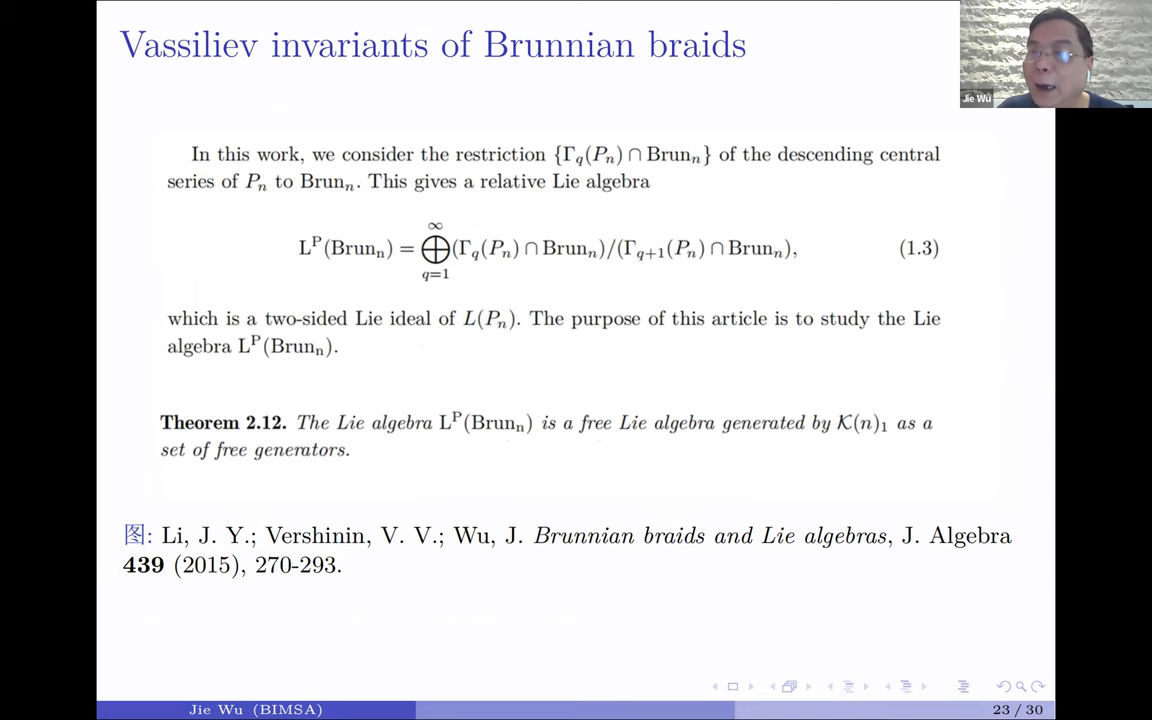 Vassiliev invariants of Brunnian braids
Jie Wu
In this work, we consider the restriction {Γq(Pn) ∩ Brunn} of the descending central
series of Pn to Brunn. This gives a relative Lie algebra
L^P(Brun_n) = ⨁_{q=1}^{∞} (Γ_q(P_n) ∩ Brun_n)/(Γ_{q+1}(P_n) ∩ Brun_n), (1.3)
which is a two-sided Lie ideal of L(P_n). The purpose of this article is to study the Lie
algebra L^P(Brun_n).
Theorem 2.12. The Lie algebra L^P(Brun_n) is a free Lie algebra generated by K(n)_1 as a
set of free generators.
图: Li, J. Y.; Vershinin, V. V.; Wu, J. Brunnian braids and Lie algebras, J. Algebra
439 (2015), 270-293.
Jie Wu (BIMSA)
23 / 30